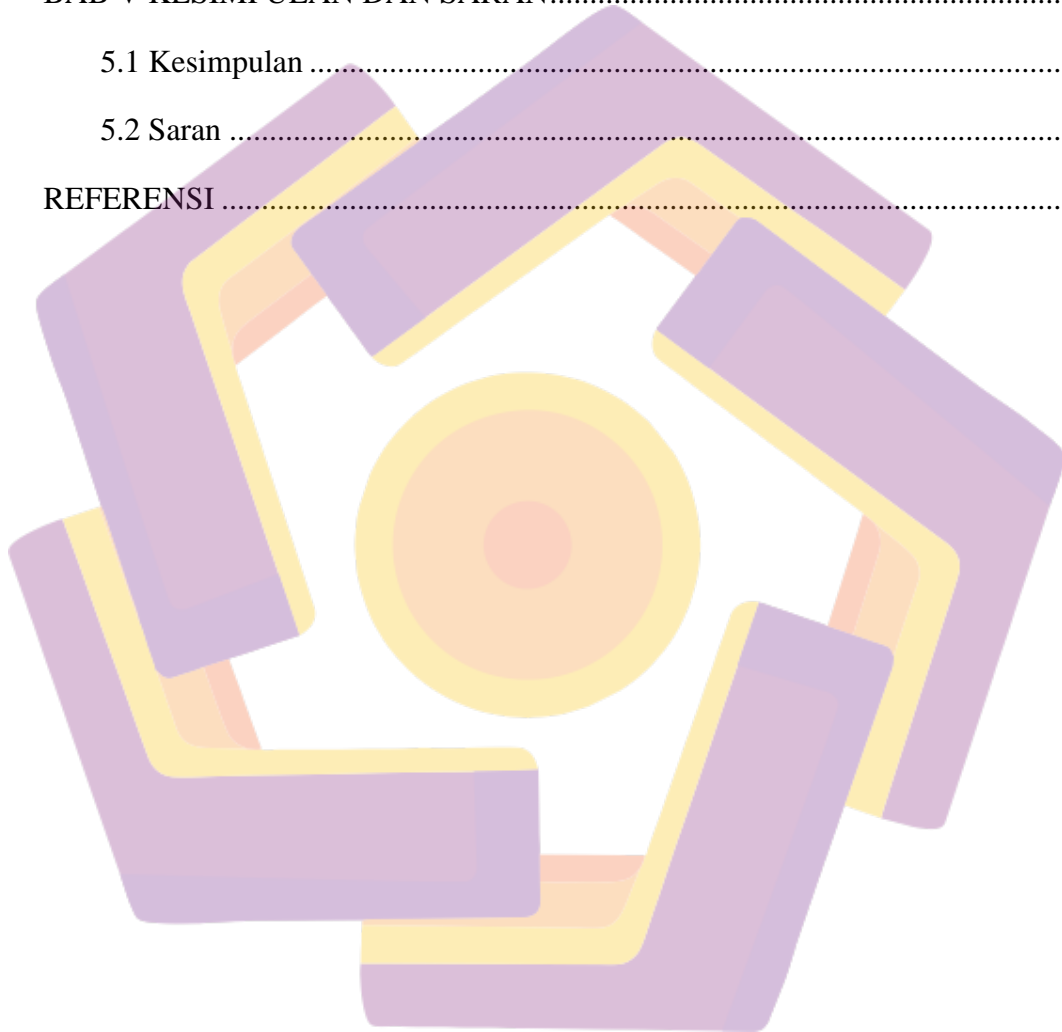 BAB V KESIMPULAN DAN SARAN..............................................................
5.1 Kesimpulan ...........................................................................................
5.2 Saran .....................................................................................................
REFERENSI .....................................................................................................